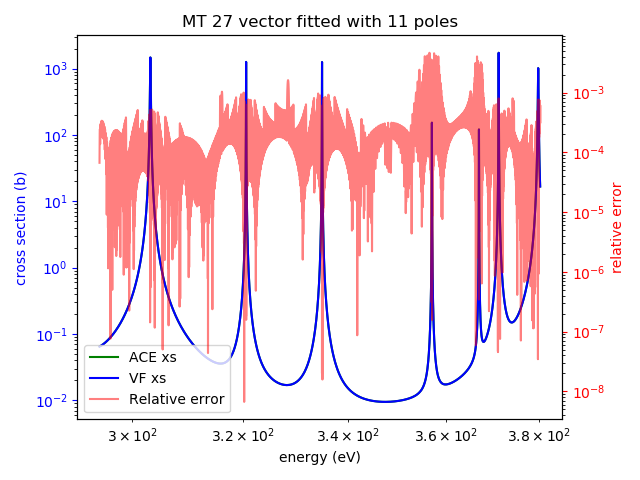 MT 27 vector fitted with 11 poles
10³
10²
10¹
10⁰
10⁻¹
10⁻²
cross section (b)
10⁻³
10⁻⁴
10⁻⁵
10⁻⁶
10⁻⁷
10⁻⁸
relative error
ACE xs
VF xs
Relative error
3 × 10² 3.2 × 10² 3.4 × 10² 3.6 × 10² 3.8 × 10²
energy (eV)